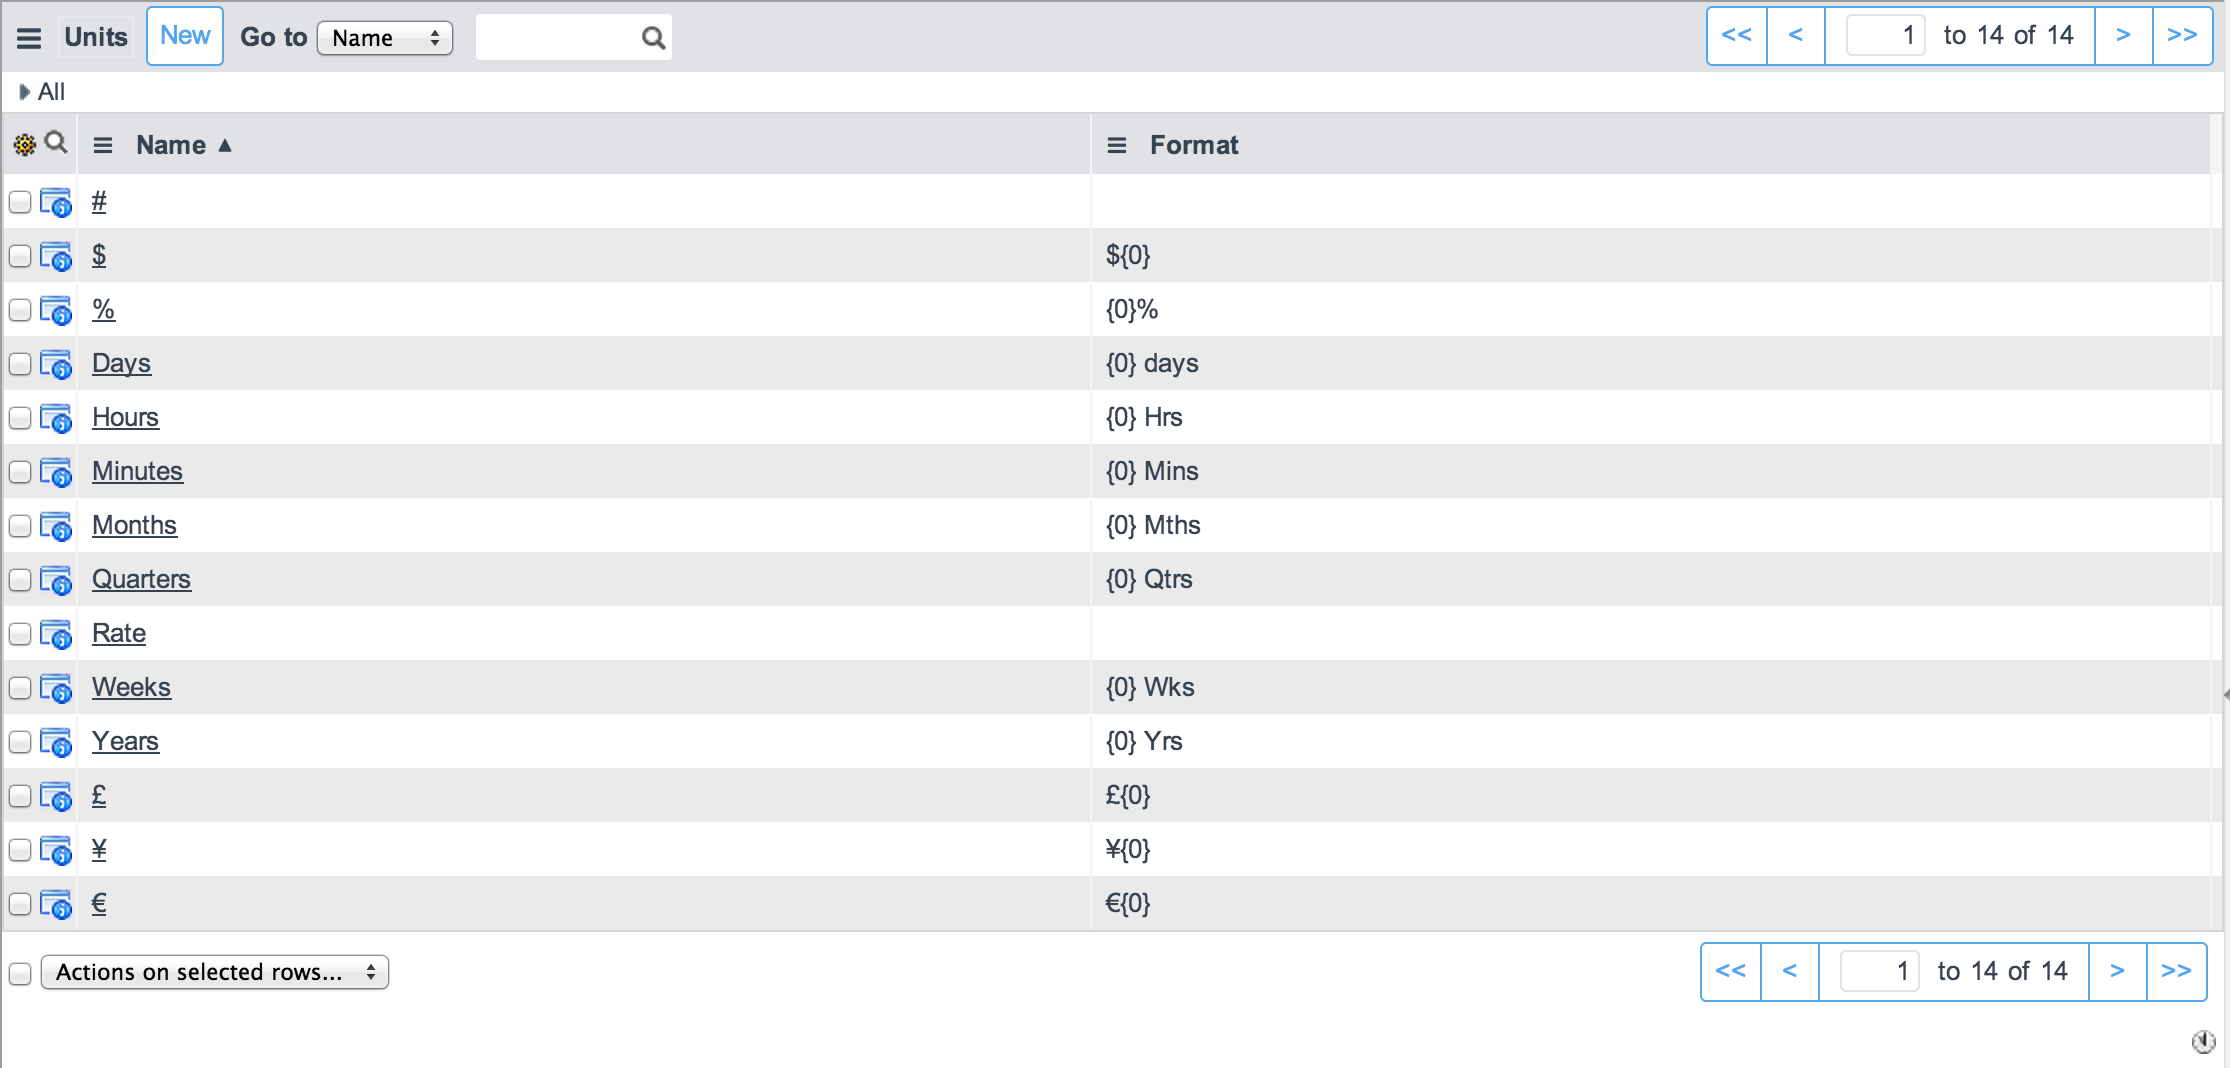 Units New Go to Name << < 1 to 14 of 14 > >>
All
Name ▲ Format
#
$ ${0}
% {0}%
Days {0} days
Hours {0} Hrs
Minutes {0} Mins
Months {0} Mths
Quarters {0} Qtrs
Rate
Weeks {0} Wks
Years {0} Yrs
£ £{0}
¥ ¥{0}
€ €{0}
Actions on selected rows... << < 1 to 14 of 14 > >>